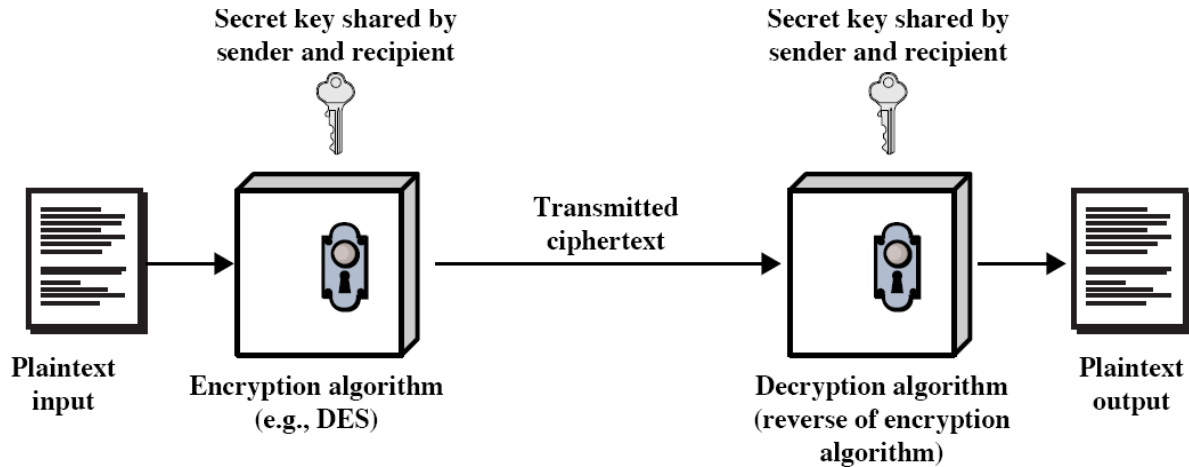 Secret key shared by
sender and recipient
Secret key shared by
sender and recipient
Transmitted
ciphertext
Plaintext
input
Encryption algorithm
(e.g., DES)
Decryption algorithm
(reverse of encryption
algorithm)
Plaintext
output